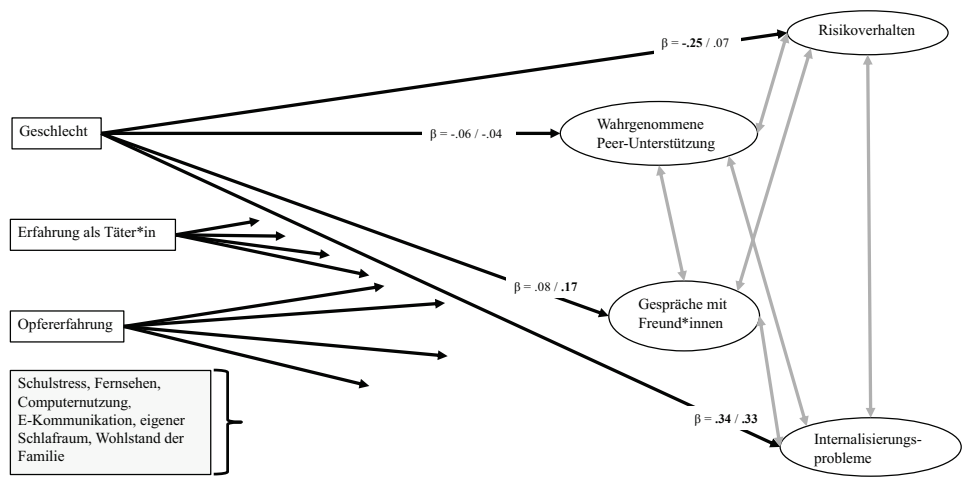 Risikoverhalten
β = -.25 / .07
Geschlecht
β = -.06 / -.04
Wahrgenommene
Peer-Unterstützung
Erfahrung als Täter*in
β = .08 / .17
Gespräche mit
Freund*innen
Opfererfahrung
Schulstress, Fernsehen,
Computernutzung,
E-Kommunikation, eigener
Schlafraum, Wohlstand der
Familie
β = .34 / .33
Internalisierungs-
probleme